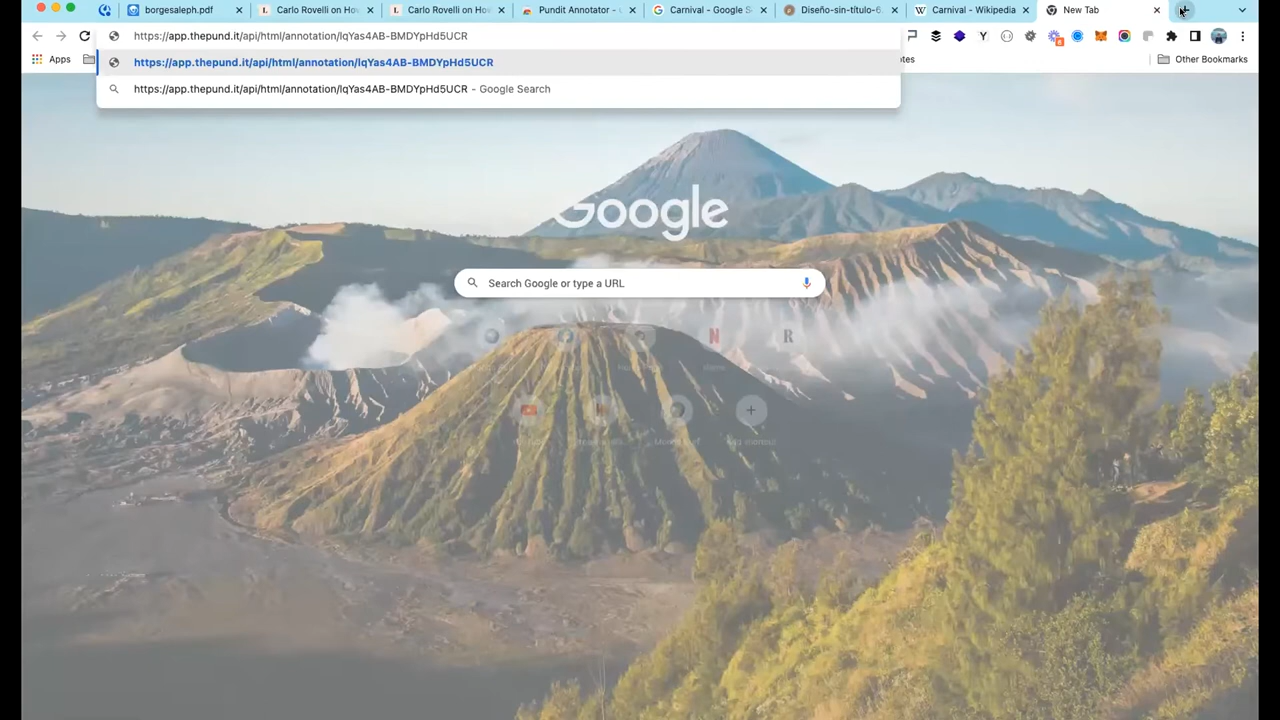 borgesaleph.pdf
Carlo Rovelli on Ho
Carlo Rovelli on Ho
Pundit Annotator -
Carnival - Google S
Diseño-sin-título-6
Carnival - Wikipedia
New Tab
https://app.thepund.it/api/html/annotation/lqYas4AB-BMDYpHd5UCR
Apps
https://app.thepund.it/api/html/annotation/lqYas4AB-BMDYpHd5UCR
Other Bookmarks
https://app.thepund.it/api/html/annotation/lqYas4AB-BMDYpHd5UCR - Google Search
Google
Search Google or type a URL
N
R